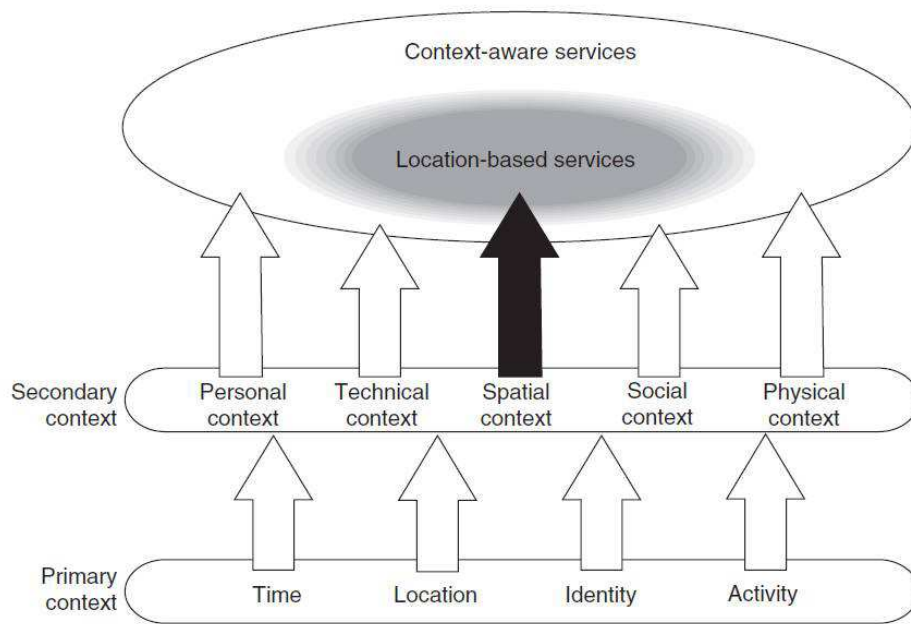 Context-aware services
Location-based services
Secondary
context
Personal
context
Technical
context
Spatial
context
Social
context
Physical
context
Primary
context
Time
Location
Identity
Activity